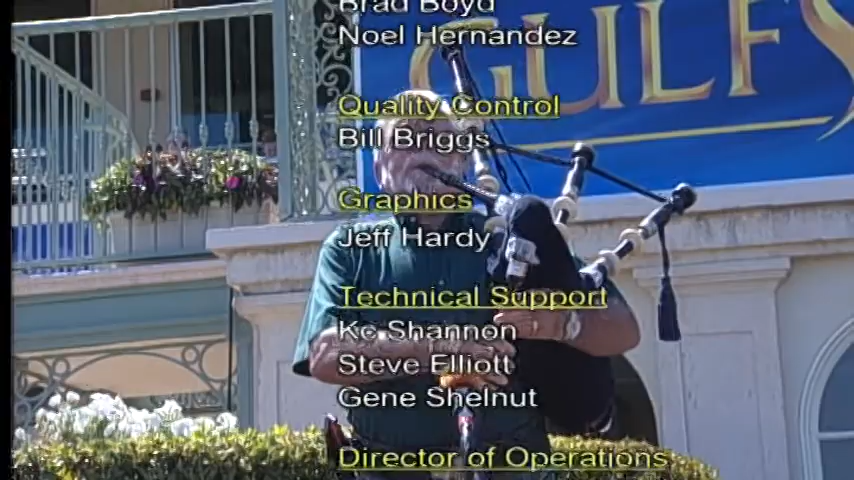 Brad Boyd
Noel Hernandez
GULFS
Quality Control
Bill Briggs
Graphics
Jeff Hardy
Technical Support
Kc Shannon
Steve Elliott
Gene Shelnut
Director of Operations